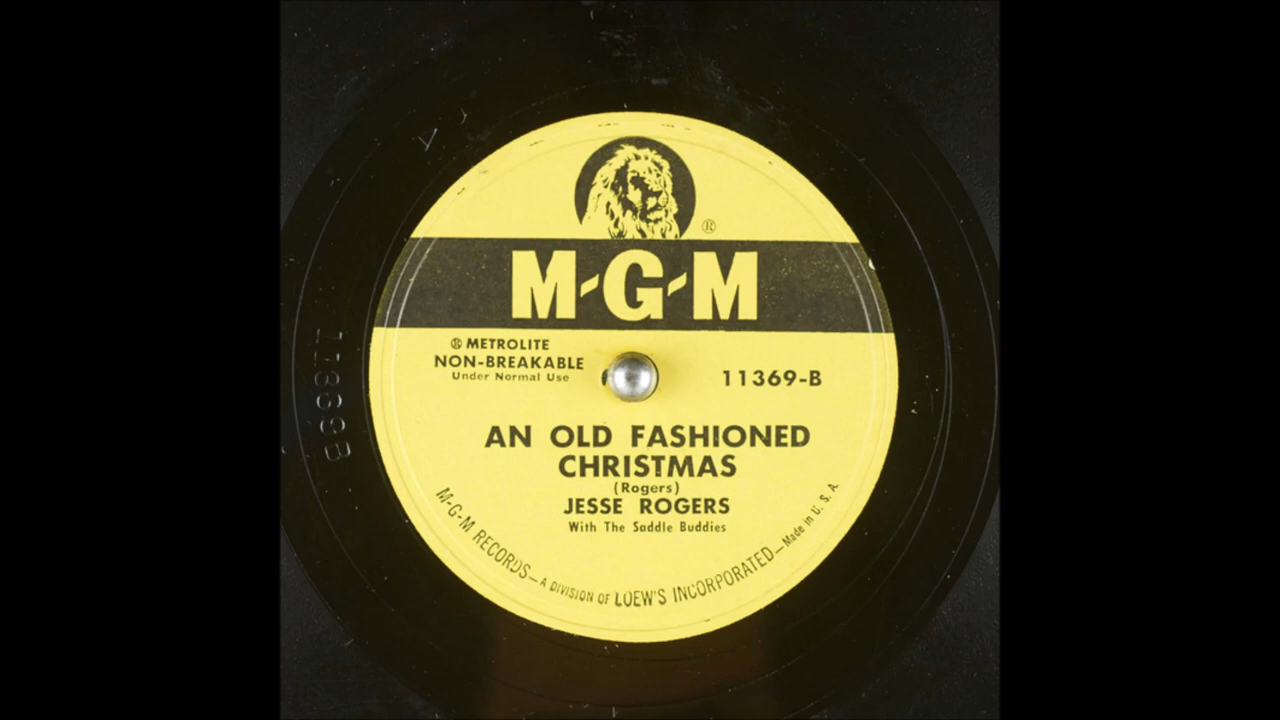 ®
M-G-M
® METROLITE
NON-BREAKABLE
Under Normal Use
11369-B
AN OLD FASHIONED
CHRISTMAS
(Rogers)
JESSE ROGERS
With The Saddle Buddies
M-G-M RECORDS—A DIVISION OF LOEW'S INCORPORATED—Made in U. S. A.
11369B